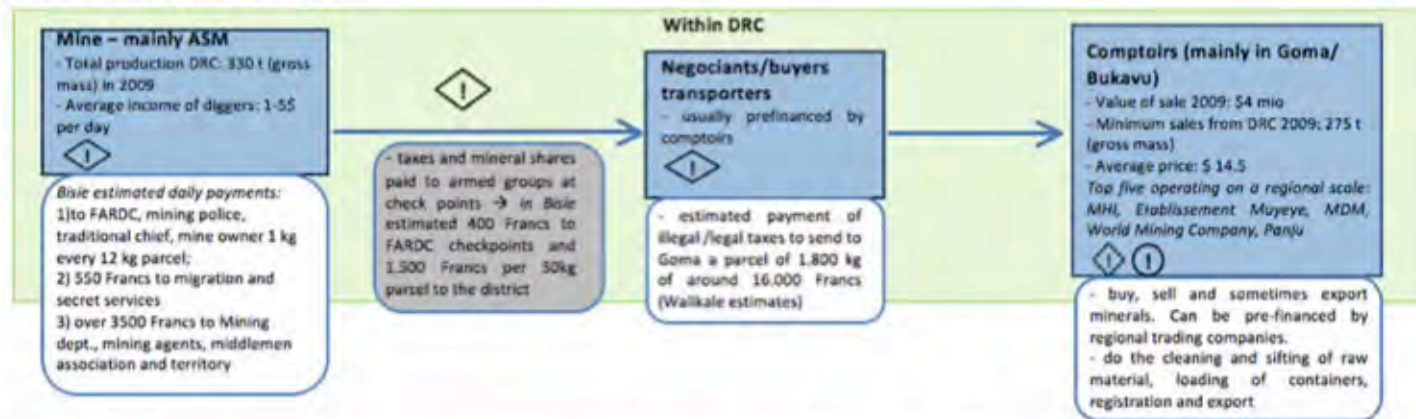 Within DRC
Mine – mainly ASM
- Total production DRC: 330 t (gross
mass) in 2009
- Average income of diggers: 1-5$
per day
!
Bisie estimated daily payments:
1)to FARDC, mining police,
traditional chief, mine owner 1 kg
every 12 kg parcel;
2) 550 Francs to migration and
secret services
3) over 3500 Francs to Mining
dept., mining agents, middlemen
association and territory
!
- taxes and mineral shares
paid to armed groups at
check points → in Bisie
estimated 400 Francs to
FARDC checkpoints and
1.500 Francs per 50kg
parcel to the district
Negociants/buyers
transporters
- usually prefinanced by
comptoirs
!
- estimated payment of
illegal /legal taxes to send to
Goma a parcel of 1.800 kg
of around 16.000 Francs
(Walikale estimates)
Comptoirs (mainly in Goma/
Bukavu)
- Value of sale 2009: $4 mio
- Minimum sales from DRC 2009: 275 t
(gross mass)
- Average price: $ 14.5
Top five operating on a regional scale:
MHI, Etablissement Muyeye, MDM,
World Mining Company, Panju
! !
- buy, sell and sometimes export
minerals. Can be pre-financed by
regional trading companies.
- do the cleaning and sifting of raw
material, loading of containers,
registration and export